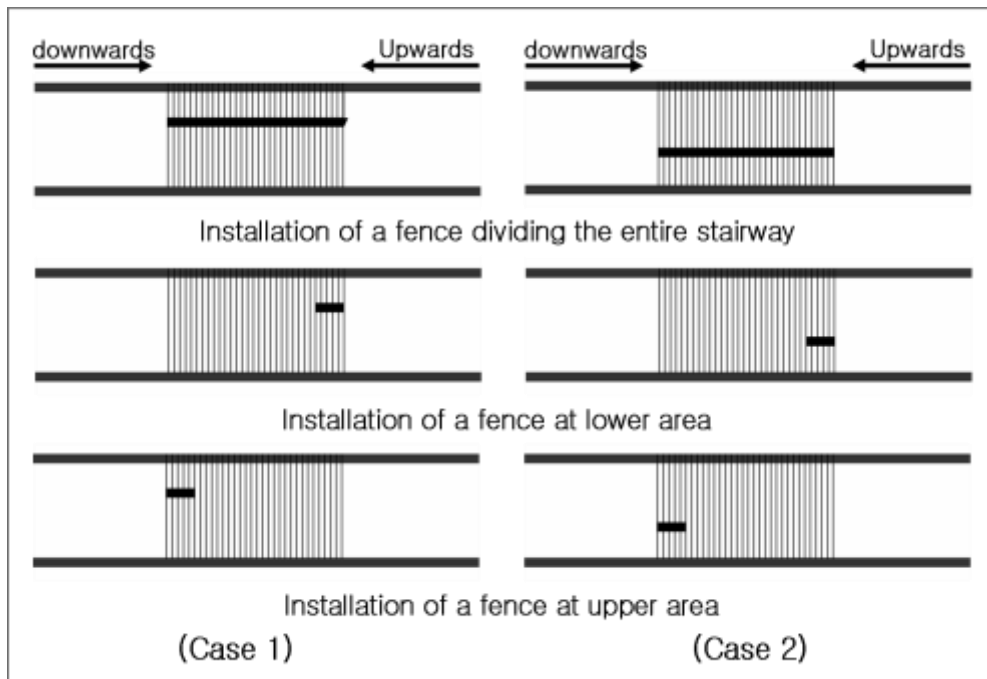 downwards Upwards downwards Upwards
Installation of a fence dividing the entire stairway
Installation of a fence at lower area
Installation of a fence at upper area
(Case 1) (Case 2)